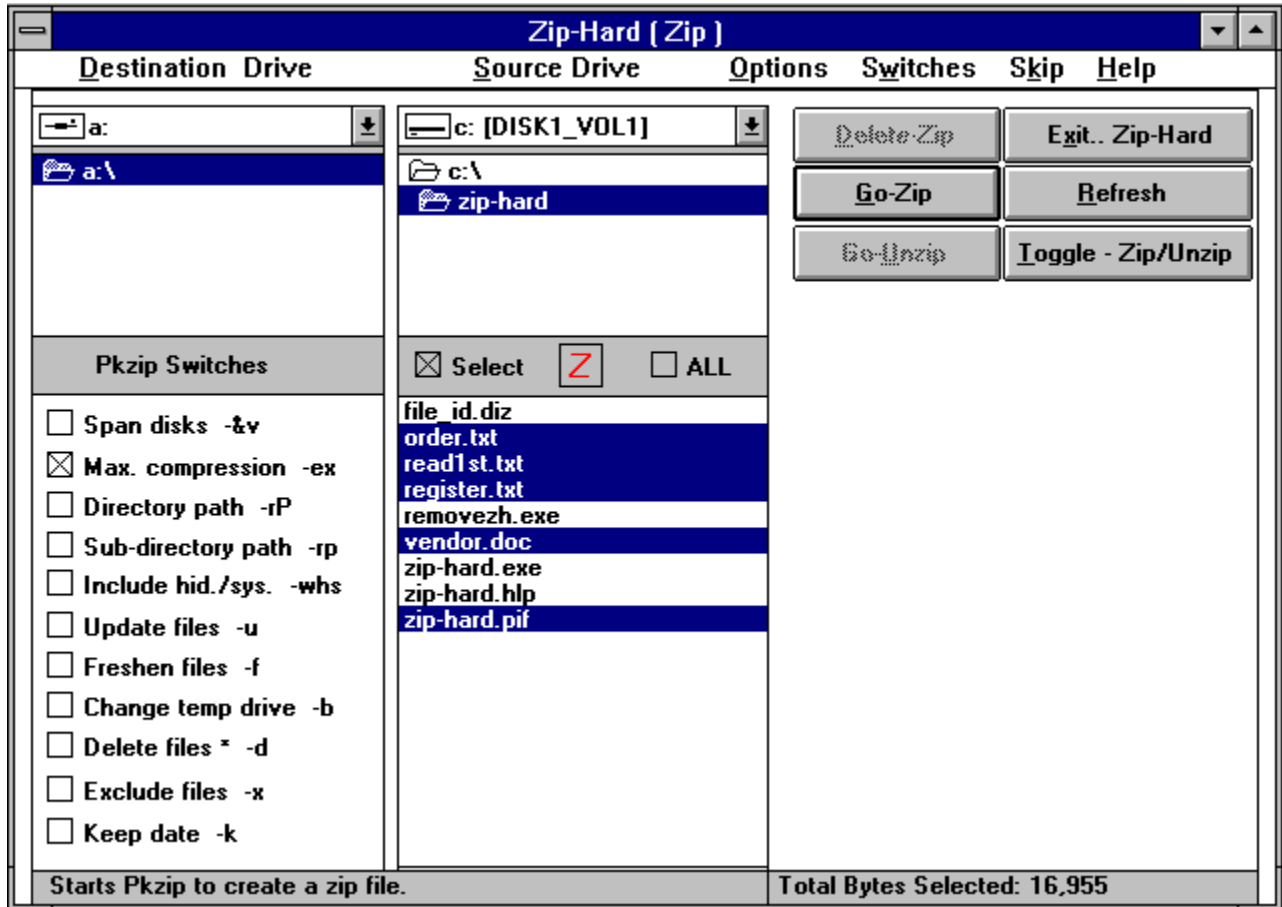 Zip-Hard ( Zip )
Destination Drive Source Drive Options Switches Skip Help
a:
a:\
c: [DISK1_VOL1]
c:\
zip-hard
Delete-Zip
Exit.. Zip-Hard
Go-Zip
Refresh
Go-Unzip
Toggle - Zip/Unzip
Pkzip Switches
Span disks -&v
Max. compression -ex
Directory path -rP
Sub-directory path -rp
Include hid./sys. -whs
Update files -u
Freshen files -f
Change temp drive -b
Delete files * -d
Exclude files -x
Keep date -k
Select Z ALL
file_id.diz
order.txt
read1st.txt
register.txt
removezh.exe
vendor.doc
zip-hard.exe
zip-hard.hlp
zip-hard.pif
Starts Pkzip to create a zip file.
Total Bytes Selected: 16,955